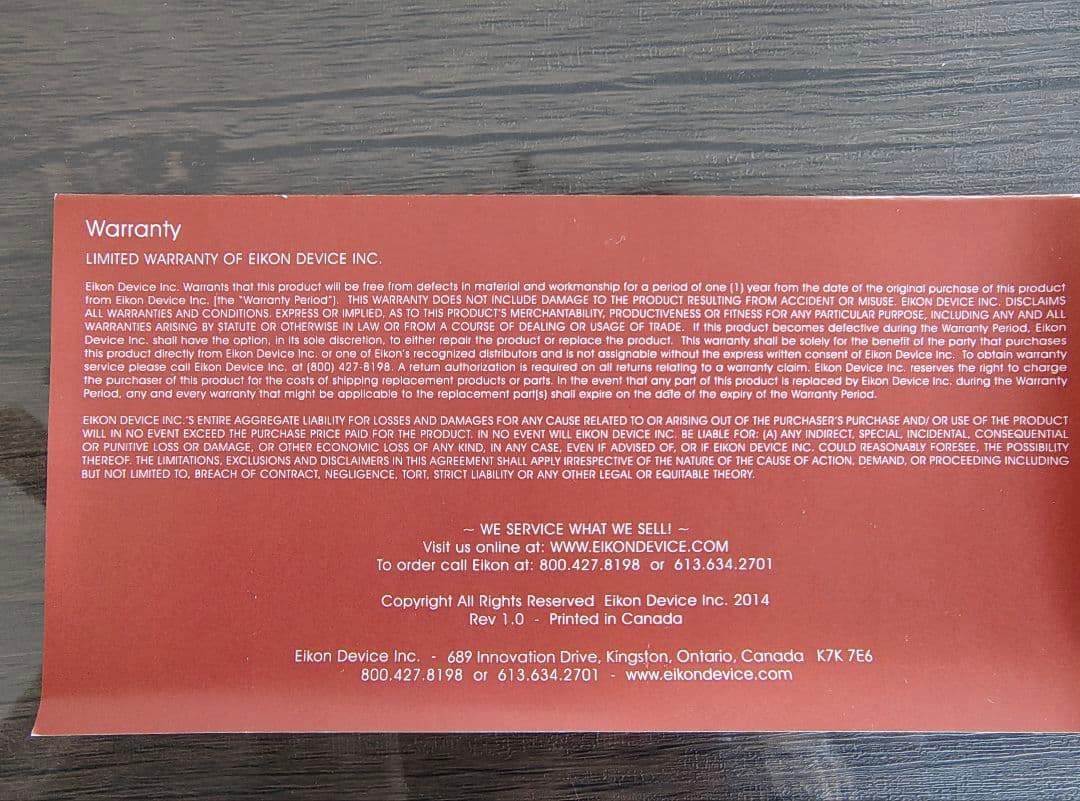 Warranty
LIMITED WARRANTY OF EIKON DEVICE INC.
Eikon Device Inc. Warrants that this product will be free from defects in material and workmanship for a period of one (1) year from the date of the original purchase of this product
from Eikon Device Inc. (the "Warranty Period"). THIS WARRANTY DOES NOT INCLUDE DAMAGE TO THE PRODUCT RESULTING FROM ACCIDENT OR MISUSE. EIKON DEVICE INC. DISCLAIMS
ALL WARRANTIES AND CONDITIONS. EXPRESS OR IMPLIED, AS TO THIS PRODUCT'S MERCHANTABILITY, PRODUCTIVENESS OR FITNESS FOR ANY PARTICULAR PURPOSE, INCLUDING ANY AND ALL
WARRANTIES ARISING BY STATUTE OR OTHERWISE IN LAW OR FROM A COURSE OF DEALING OR USAGE OF TRADE. If this product becomes defective during the Warranty Period, Eikon
Device Inc. shall have the option, in its sole discretion, to either repair the product or replace the product. This warranty shall be solely for the benefit of the party that purchases
this product directly from Eikon Device Inc. or one of Eikon's recognized distributors and is not assignable without the express written consent of Eikon Device Inc. To obtain warranty
service please call Eikon Device Inc. at (800) 427-8198. A return authorization is required on all returns relating to a warranty claim. Eikon Device Inc. reserves the right to charge
the purchaser of this product for the costs of shipping replacement products or parts. In the event that any part of this product is replaced by Eikon Device Inc. during the Warranty
Period, any and every warranty that might be applicable to the replacement part(s) shall expire on the date of the expiry of the Warranty Period.
EIKON DEVICE INC.'S ENTIRE AGGREGATE LIABILITY FOR LOSSES AND DAMAGES FOR ANY CAUSE RELATED TO OR ARISING OUT OF THE PURCHASER'S PURCHASE AND/ OR USE OF THE PRODUCT
WILL IN NO EVENT EXCEED THE PURCHASE PRICE PAID FOR THE PRODUCT. IN NO EVENT WILL EIKON DEVICE INC. BE LIABLE FOR: (A) ANY INDIRECT, SPECIAL, INCIDENTAL, CONSEQUENTIAL
OR PUNITIVE LOSS OR DAMAGE, OR OTHER ECONOMIC LOSS OF ANY KIND, IN ANY CASE, EVEN IF ADVISED OF, OR IF EIKON DEVICE INC. COULD REASONABLY FORESEE, THE POSSIBILITY
THEREOF. THE LIMITATIONS, EXCLUSIONS AND DISCLAIMERS IN THIS AGREEMENT SHALL APPLY IRRESPECTIVE OF THE NATURE OF THE CAUSE OF ACTION, DEMAND, OR PROCEEDING INCLUDING
BUT NOT LIMITED TO, BREACH OF CONTRACT, NEGLIGENCE, TORT, STRICT LIABILITY OR ANY OTHER LEGAL OR EQUITABLE THEORY.
~ WE SERVICE WHAT WE SELL! ~
Visit us online at: WWW.EIKONDEVICE.COM
To order call Eikon at: 800.427.8198 or 613.634.2701
Copyright All Rights Reserved Eikon Device Inc. 2014
Rev 1.0 - Printed in Canada
Eikon Device Inc. - 689 Innovation Drive, Kingston, Ontario, Canada K7K 7E6
800.427.8198 or 613.634.2701 - www.eikondevice.com